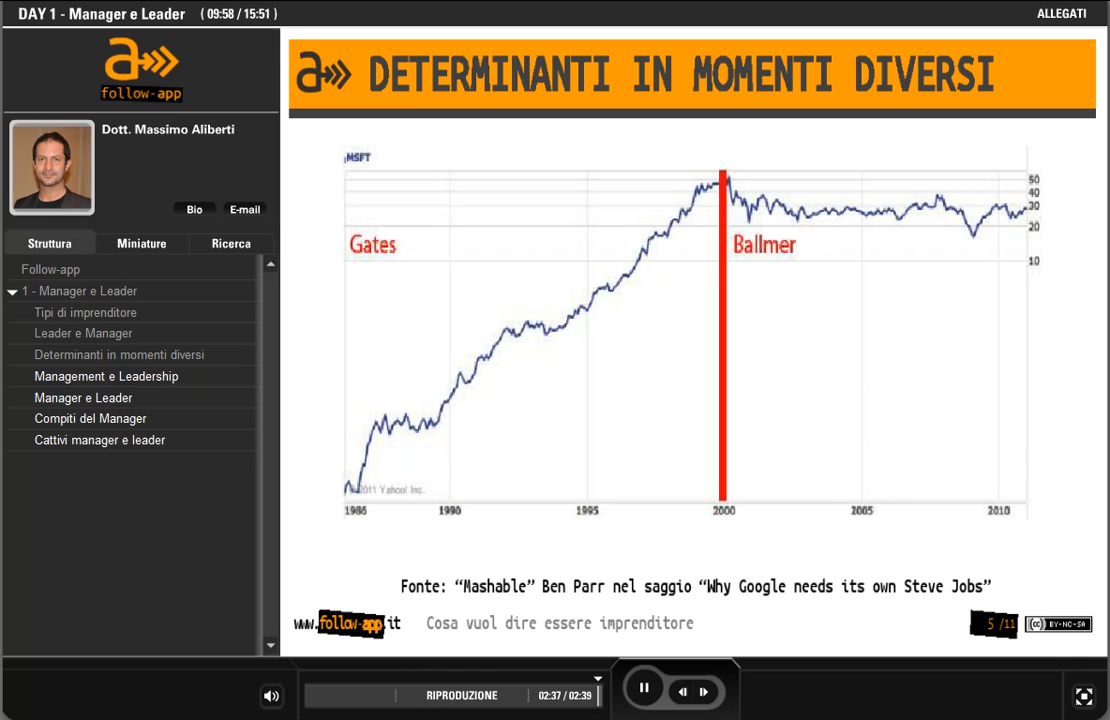 DAY 1 - Manager e Leader ( 09:58 / 15:51 )
ALLEGATI
a
follow-app
Dott. Massimo Aliberti
Bio E-mail
Struttura Miniature Ricerca
Follow-app
1 - Manager e Leader
Tipi di imprenditore
Leader e Manager
Determinanti in momenti diversi
Management e Leadership
Manager e Leader
Compiti del Manager
Cattivi manager e leader
a DETERMINANTI IN MOMENTI DIVERSI
MSFT
50
40
30
20
10
Gates
Ballmer
© 2011 Yahoo! Inc.
1986 1990 1995 2000 2005 2010
Fonte: “Mashable” Ben Parr nel saggio “Why Google needs its own Steve Jobs”
www.follow-app.it Cosa vuol dire essere imprenditore 5 /11 (cc) BY-NC-SA
RIPRODUZIONE 02:37 / 02:39